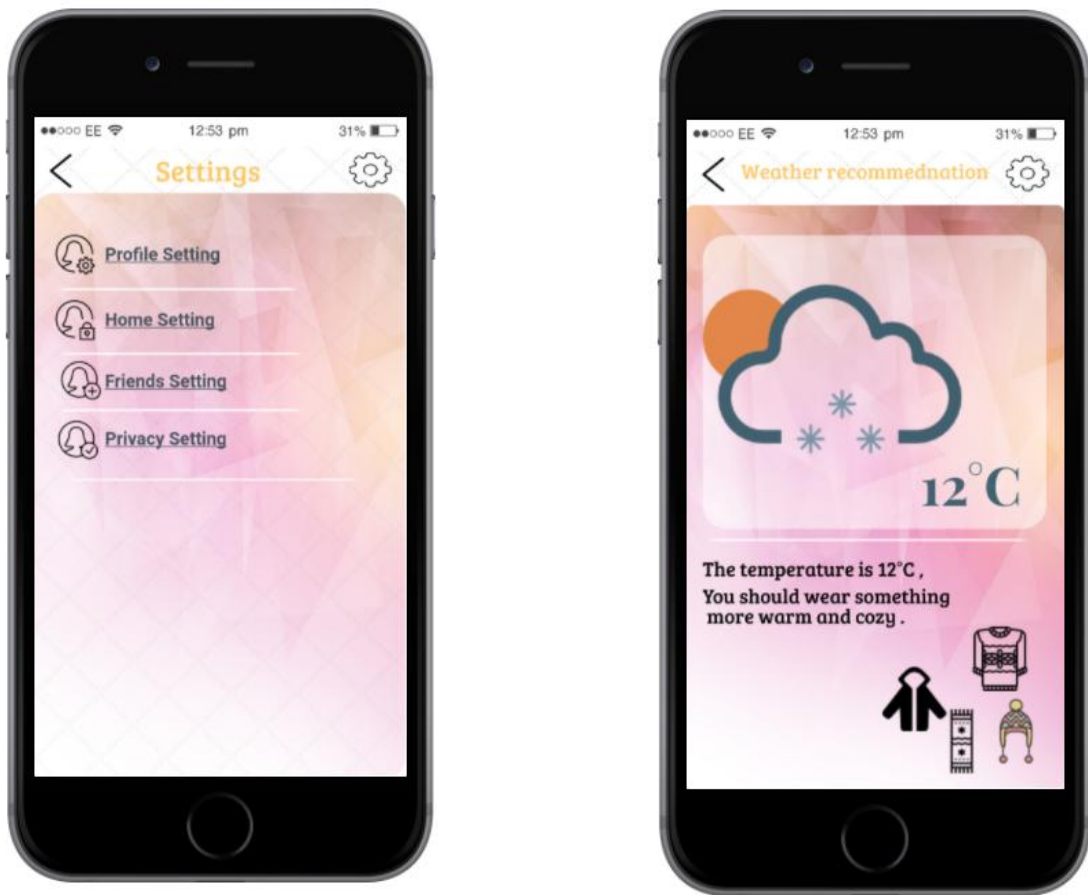 EE 12:53 pm 31%
Settings
Profile Setting
Home Setting
Friends Setting
Privacy Setting
EE 12:53 pm 31%
Weather recommednation
12°C
The temperature is 12°C ,
You should wear something
more warm and cozy .